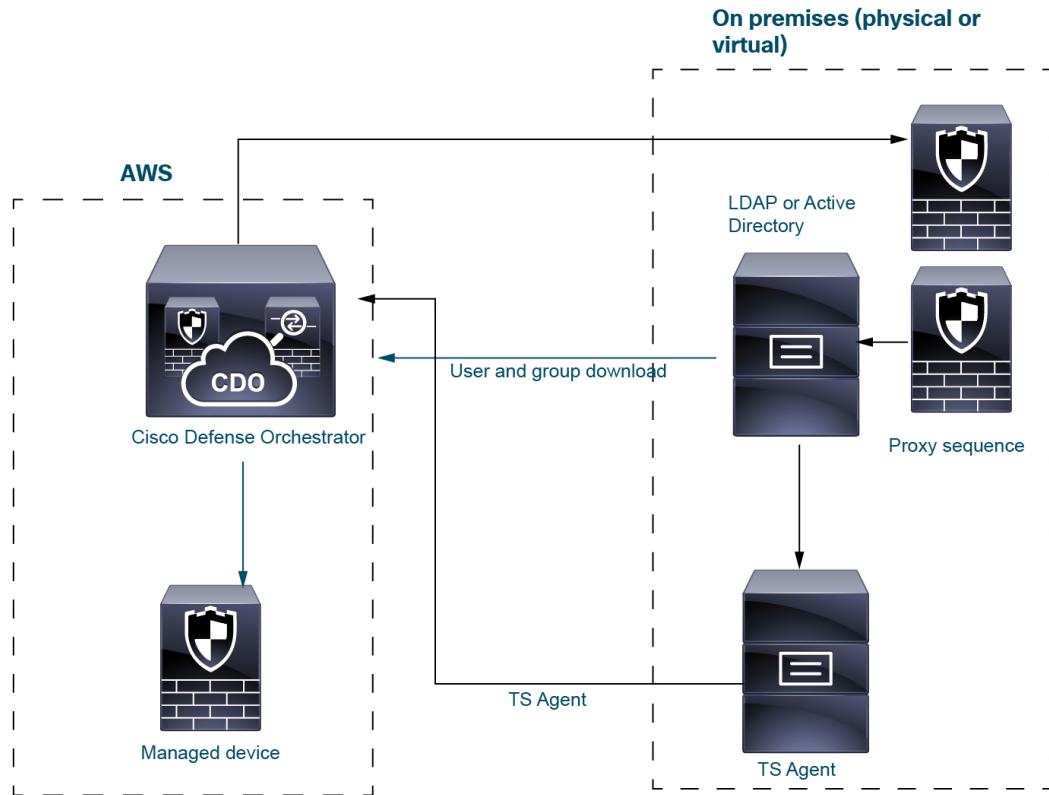 On premises (physical or
virtual)
AWS
LDAP or Active
Directory
CDO
User and group download
Cisco Defense Orchestrator
Proxy sequence
TS Agent
Managed device
TS Agent